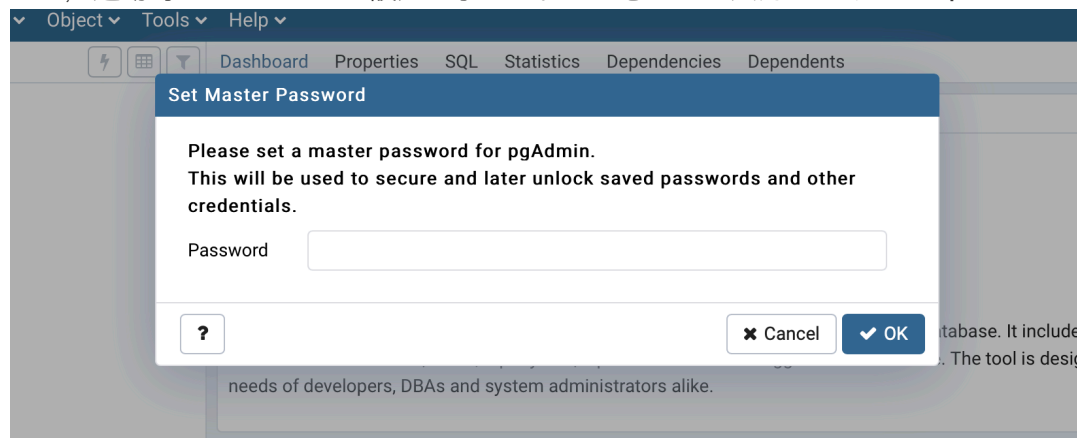 Object Tools Help
Dashboard Properties SQL Statistics Dependencies Dependents
Set Master Password
Please set a master password for pgAdmin.
This will be used to secure and later unlock saved passwords and other
credentials.
Password
? Cancel OK
database. It include
The tool is desig
needs of developers, DBAs and system administrators alike.